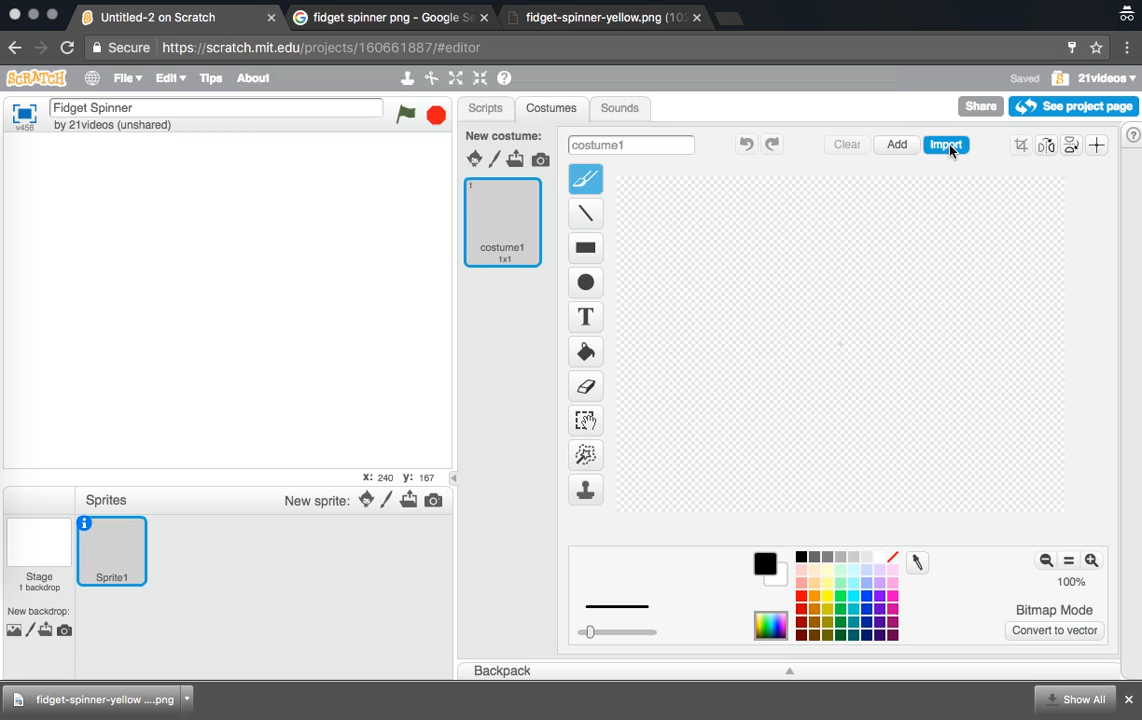 Untitled-2 on Scratch
fidget spinner png - Google Se
fidget-spinner-yellow.png (102
Secure https://scratch.mit.edu/projects/160661887/#editor
SCRATCH File Edit Tips About Saved 21videos
Fidget Spinner
by 21videos (unshared)
v456
Scripts Costumes Sounds Share See project page
New costume:
costume1
Clear Add Import
1
costume1
1x1
T
x: 240 y: 167
Sprites New sprite:
Stage
1 backdrop
New backdrop:
Sprite1
100%
Bitmap Mode
Convert to vector
Backpack
fidget-spinner-yellow ....png
Show All